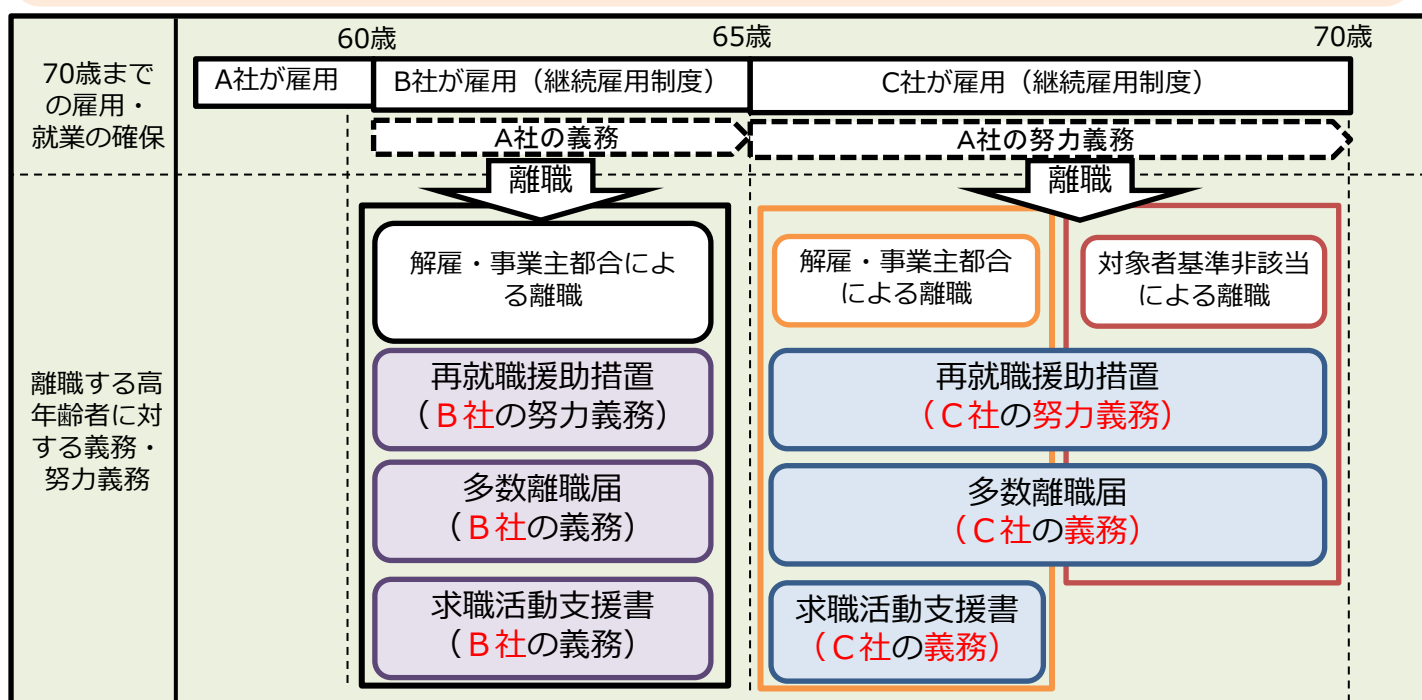 60歳
65歳
70歳
70歳まで
の雇用・
就業の確保
A社が雇用
B社が雇用（継続雇用制度）
C社が雇用（継続雇用制度）
A社の義務
A社の努力義務
離職
離職
離職する高
年齢者に対
する義務・
努力義務
解雇・事業主都合によ
る離職
再就職援助措置
（Ｂ社の努力義務）
多数離職届
（Ｂ社の義務）
求職活動支援書
（Ｂ社の義務）
解雇・事業主都合
による離職
対象者基準非該当
による離職
再就職援助措置
（Ｃ社の努力義務）
多数離職届
（Ｃ社の義務）
求職活動支援書
（Ｃ社の義務）